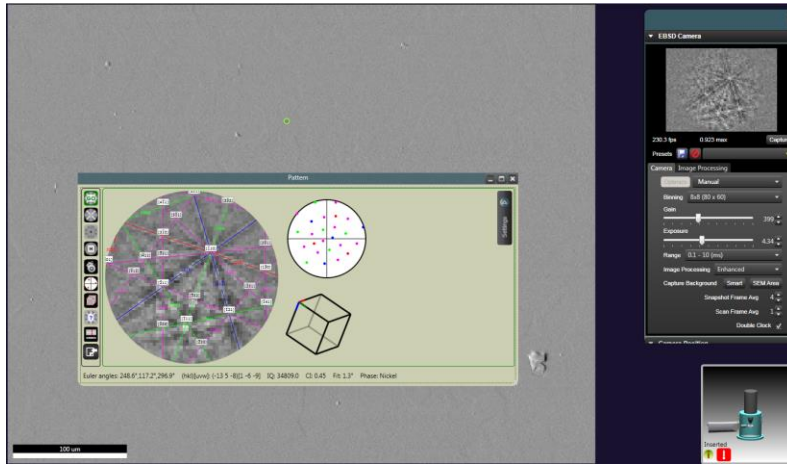 EBSD Camera
230.3 fps 0.923 max Captur
Presets
Camera Image Processing
Manual
Binning 8x8 (80 x 60)
Gain
399
Exposure
4.34
Range 0.1 - 10 (ms)
Image Processing Enhanced
Capture Background Smart SEM Area
Snapshot Frame Avg 4
Scan Frame Avg 1
Double Clock
Camera Position
Pattern
Settings
Euler angles: 248.6°,117.2°,296.9° (hkl)[uvw]: (-13 5 -8)[1 -6 -9] IQ: 34809.0 CI: 0.45 Fit: 1.3° Phase: Nickel
100 um
Inserted